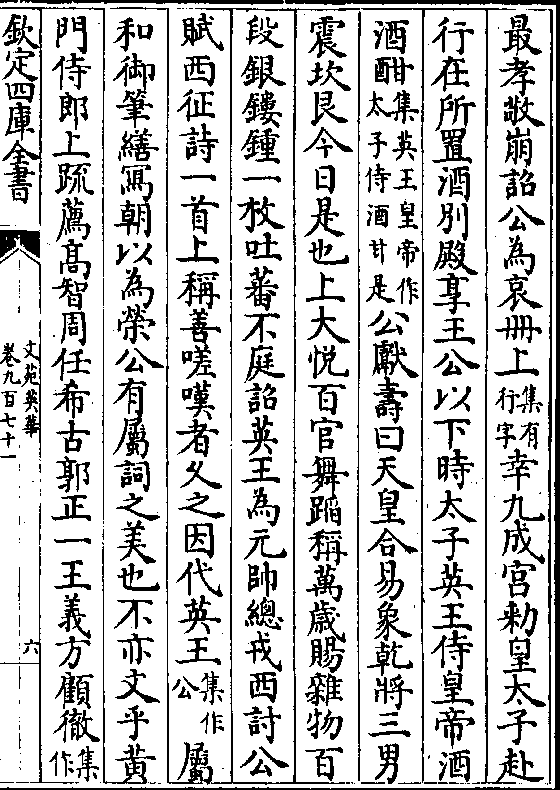 最孝敬崩詔公為哀冊上集有行字幸九成宮勑皇太子赴
行在所置酒別殿享王公以下時太子英王侍皇帝酒
酒酣集英王皇帝作太子侍酒甘是公獻壽曰天皇合易象乾將三男
震坎艮今日是也上大悅百官舞蹈稱萬歲賜雜物百
段銀鏤鍾一枚吐蕃不庭詔英王為元帥總戎西討公
賦西征詩一首上稱善嗟嘆者久之因代英王集作公屬
和御筆繕寫朝以為榮公有屬詞之美也不亦文乎黃
門侍郎上疏薦髙智周任希古郭正一王義方顧徹集作
欽定四庫全書
文苑英華
卷九百七十一
六